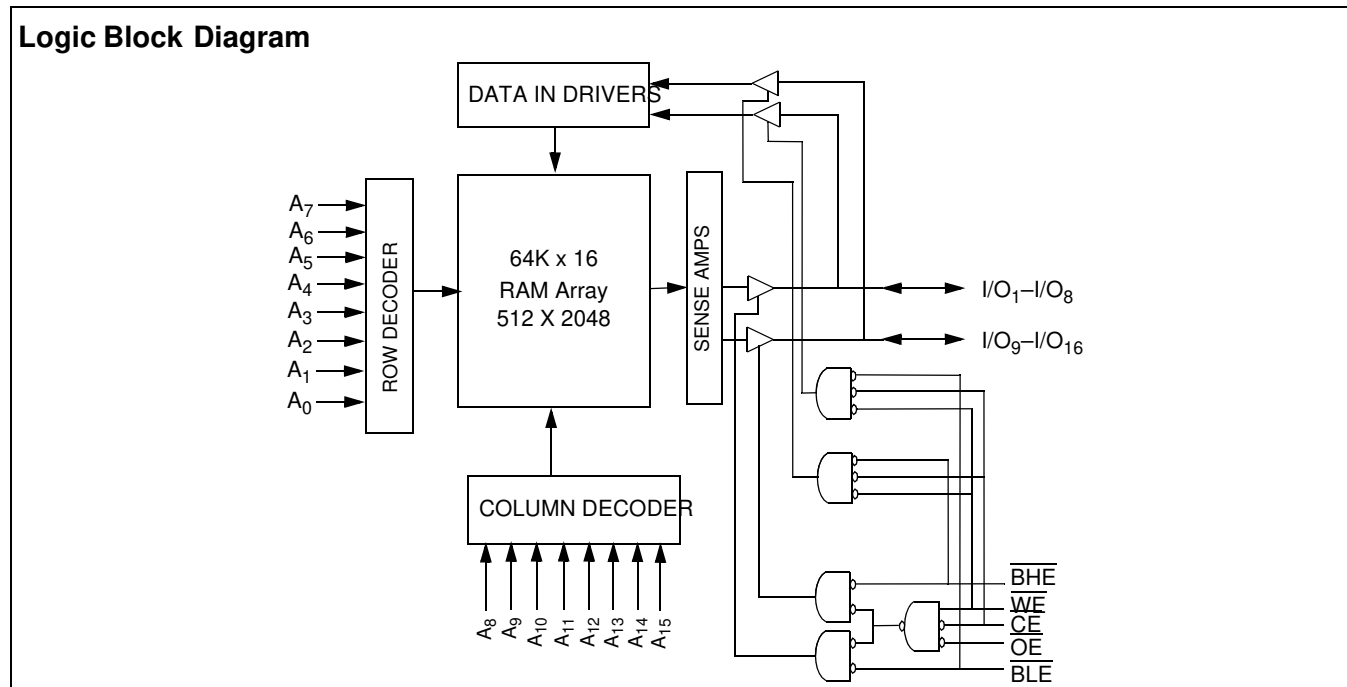 Logic Block Diagram
DATA IN DRIVERS
A7
A6
A5
A4
A3
A2
A1
A0
ROW DECODER
64K x 16
RAM Array
512 X 2048
SENSE AMPS
I/O1–I/O8
I/O9–I/O16
COLUMN DECODER
A8
A9
A10
A11
A12
A13
A14
A15
BHE
WE
CE
OE
BLE